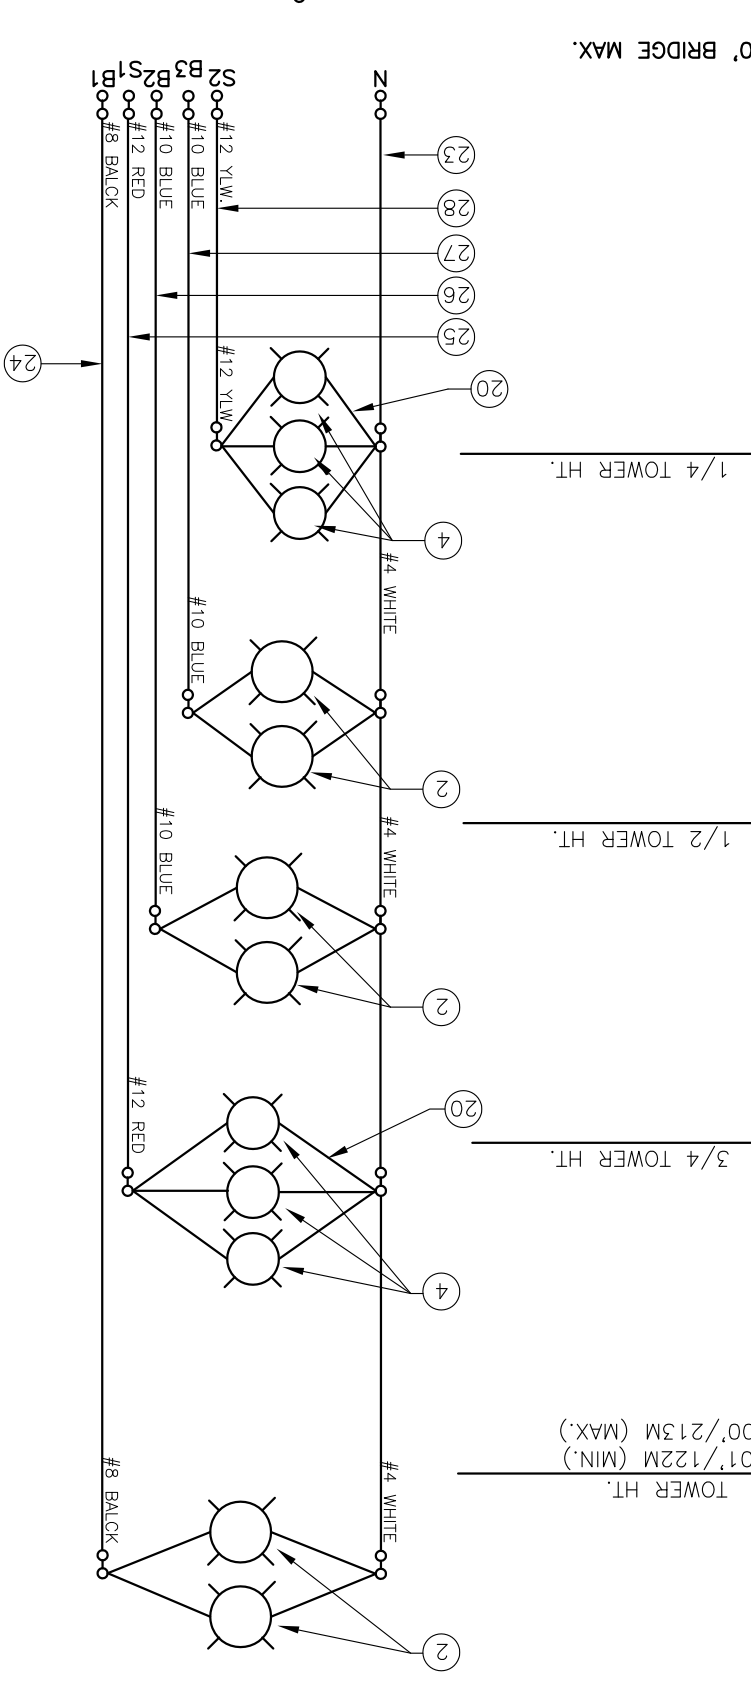 2
TOWER HT.
01'/122M (MIN.)
00'/213M (MAX.)
#4 WHITE
#8 BALCK
4
3/4 TOWER HT.
20
#12 RED
2
#10 BLUE
1/2 TOWER HT.
#4 WHITE
2
#10 BLUE
#4 WHITE
4
1/4 TOWER HT.
20
#12 YLW
24
25
26
27
28
23
#12 YLW.
#10 BLUE
#10 BLUE
#12 RED
#8 BALCK
N
S2
B3
B2
S1
B1
0' BRIDGE MAX.